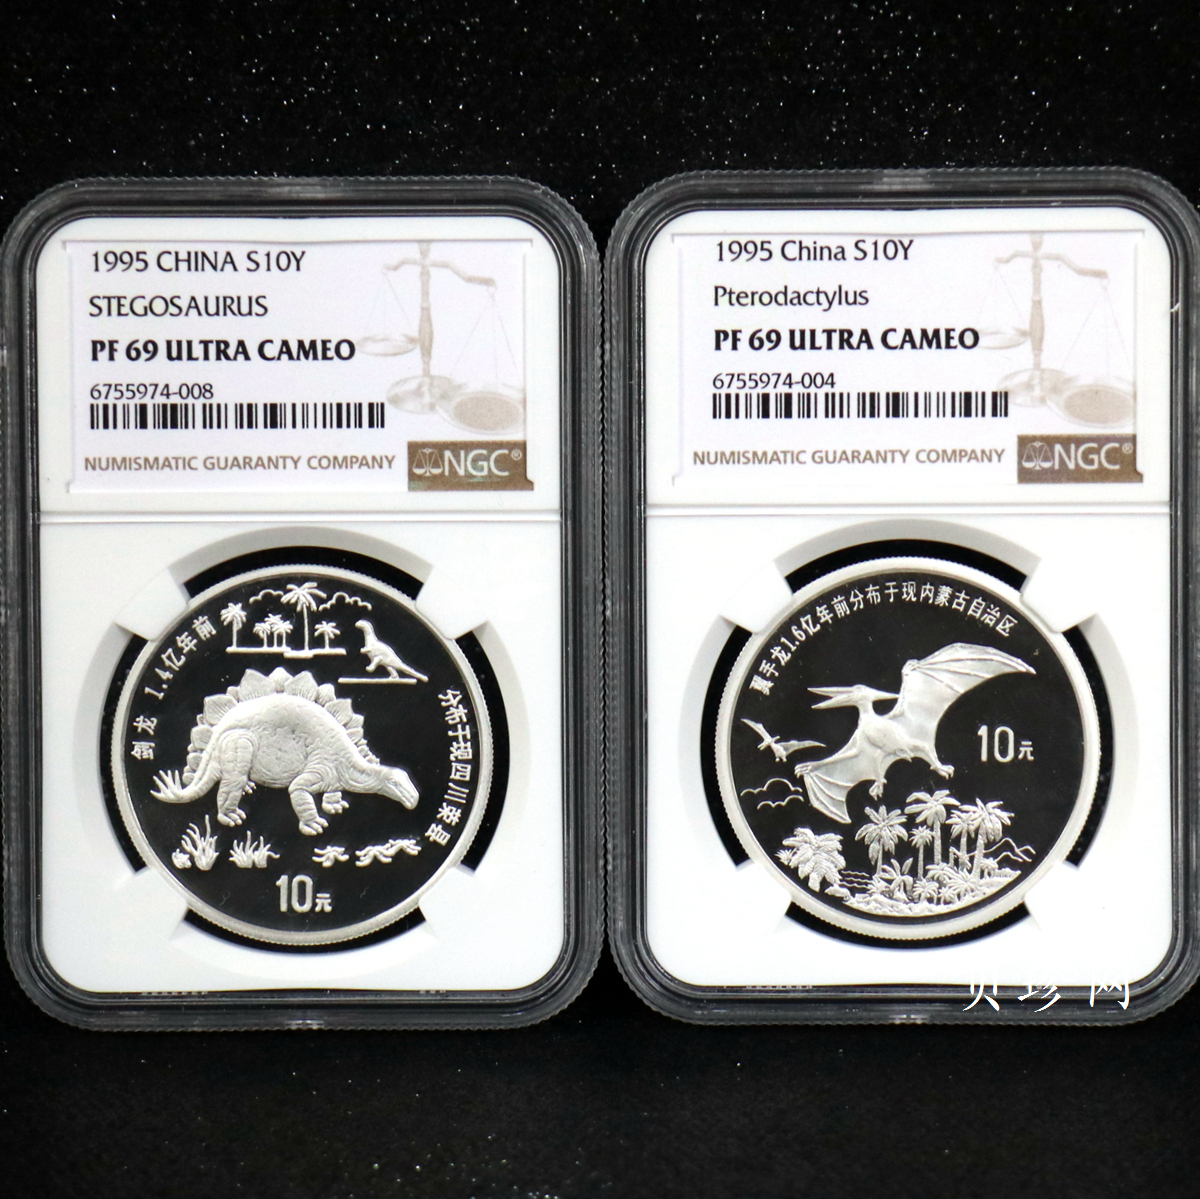 1995 CHINA S10Y
STEGOSAURUS
PF 69 ULTRA CAMEO
6755974-008
NUMISMATIC GUARANTY COMPANY
NGC®
剑龙 1.4亿年前
分布于现四川荣县
10元
1995 China S10Y
Pterodactylus
PF 69 ULTRA CAMEO
6755974-004
NUMISMATIC GUARANTY COMPANY
NGC®
翼手龙1.6亿年前分布于现内蒙古自治区
10元
贝珍网